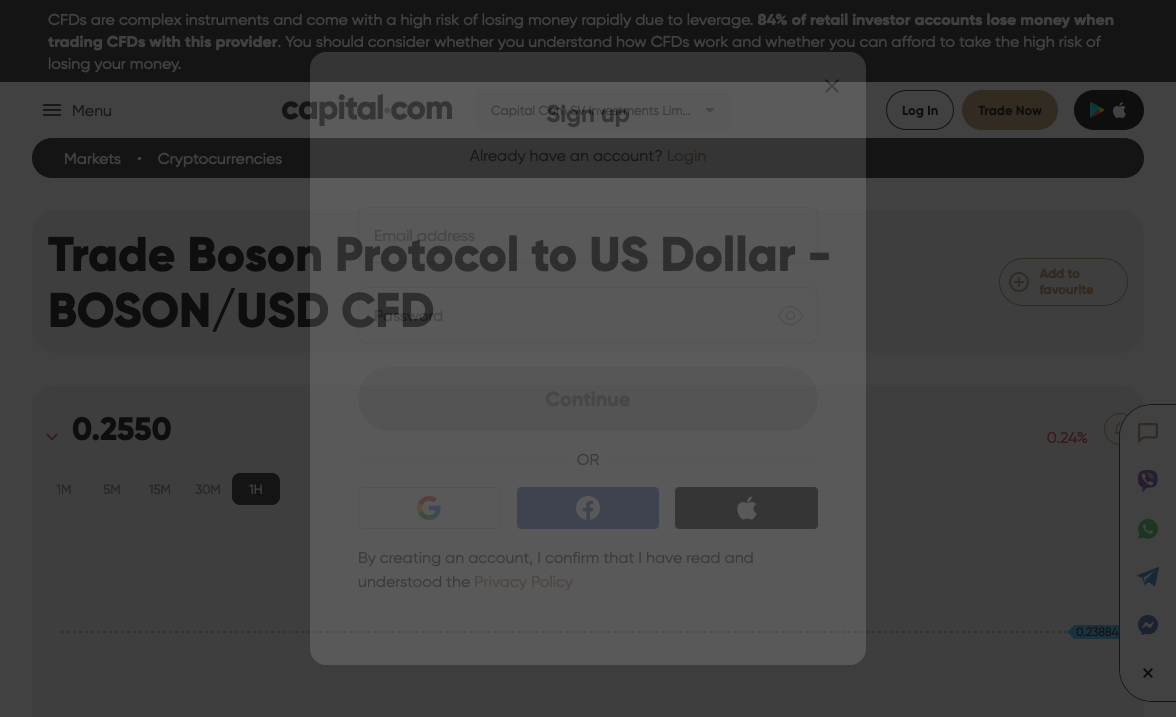 CFDs are complex instruments and come with a high risk of losing money rapidly due to leverage. 84% of retail investor accounts lose money when
trading CFDs with this provider. You should consider whether you understand how CFDs work and whether you can afford to take the high risk of
losing your money.
Menu
capital.com
Capital Com SV Investments Lim...
Log In
Trade Now
Sign up
Markets
Cryptocurrencies
Already have an account? Login
Email address
Trade Boson Protocol to US Dollar -
BOSON/USD CFD
Add to
favourite
Password
Continue
0.2550
0.24%
OR
1M 5M 15M 30M 1H
By creating an account, I confirm that I have read and
understood the Privacy Policy
0.23884